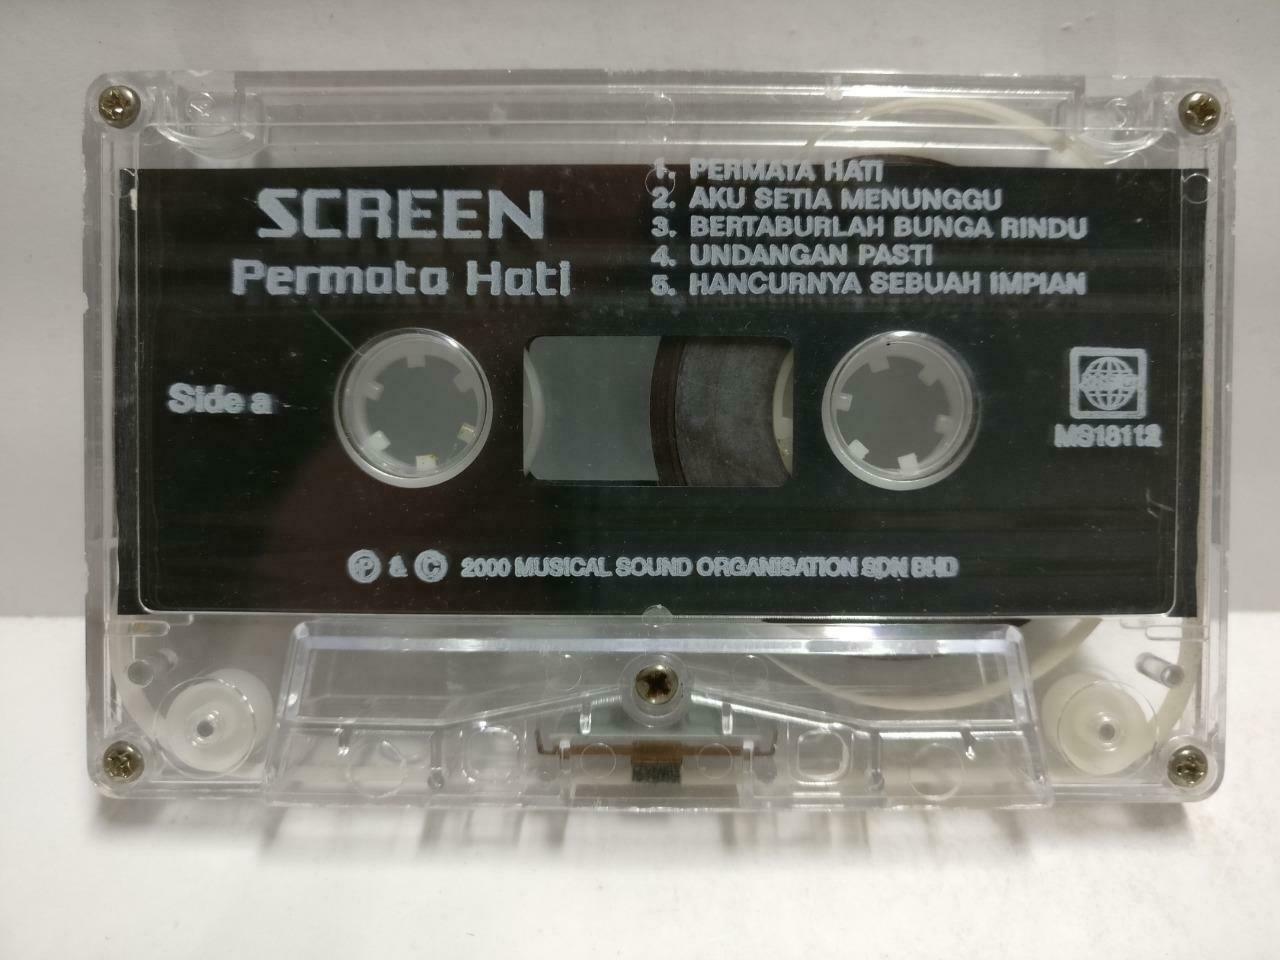 SCREEN
Permata Hati
1. PERMATA HATI
2. AKU SETIA MENUNGGU
3. BERTABURLAH BUNGA RINDU
4. UNDANGAN PASTI
5. HANCURNYA SEBUAH IMPIAN
Side a
MS18112
Ⓟ & Ⓒ 2000 MUSICAL SOUND ORGANISATION SDN BHD